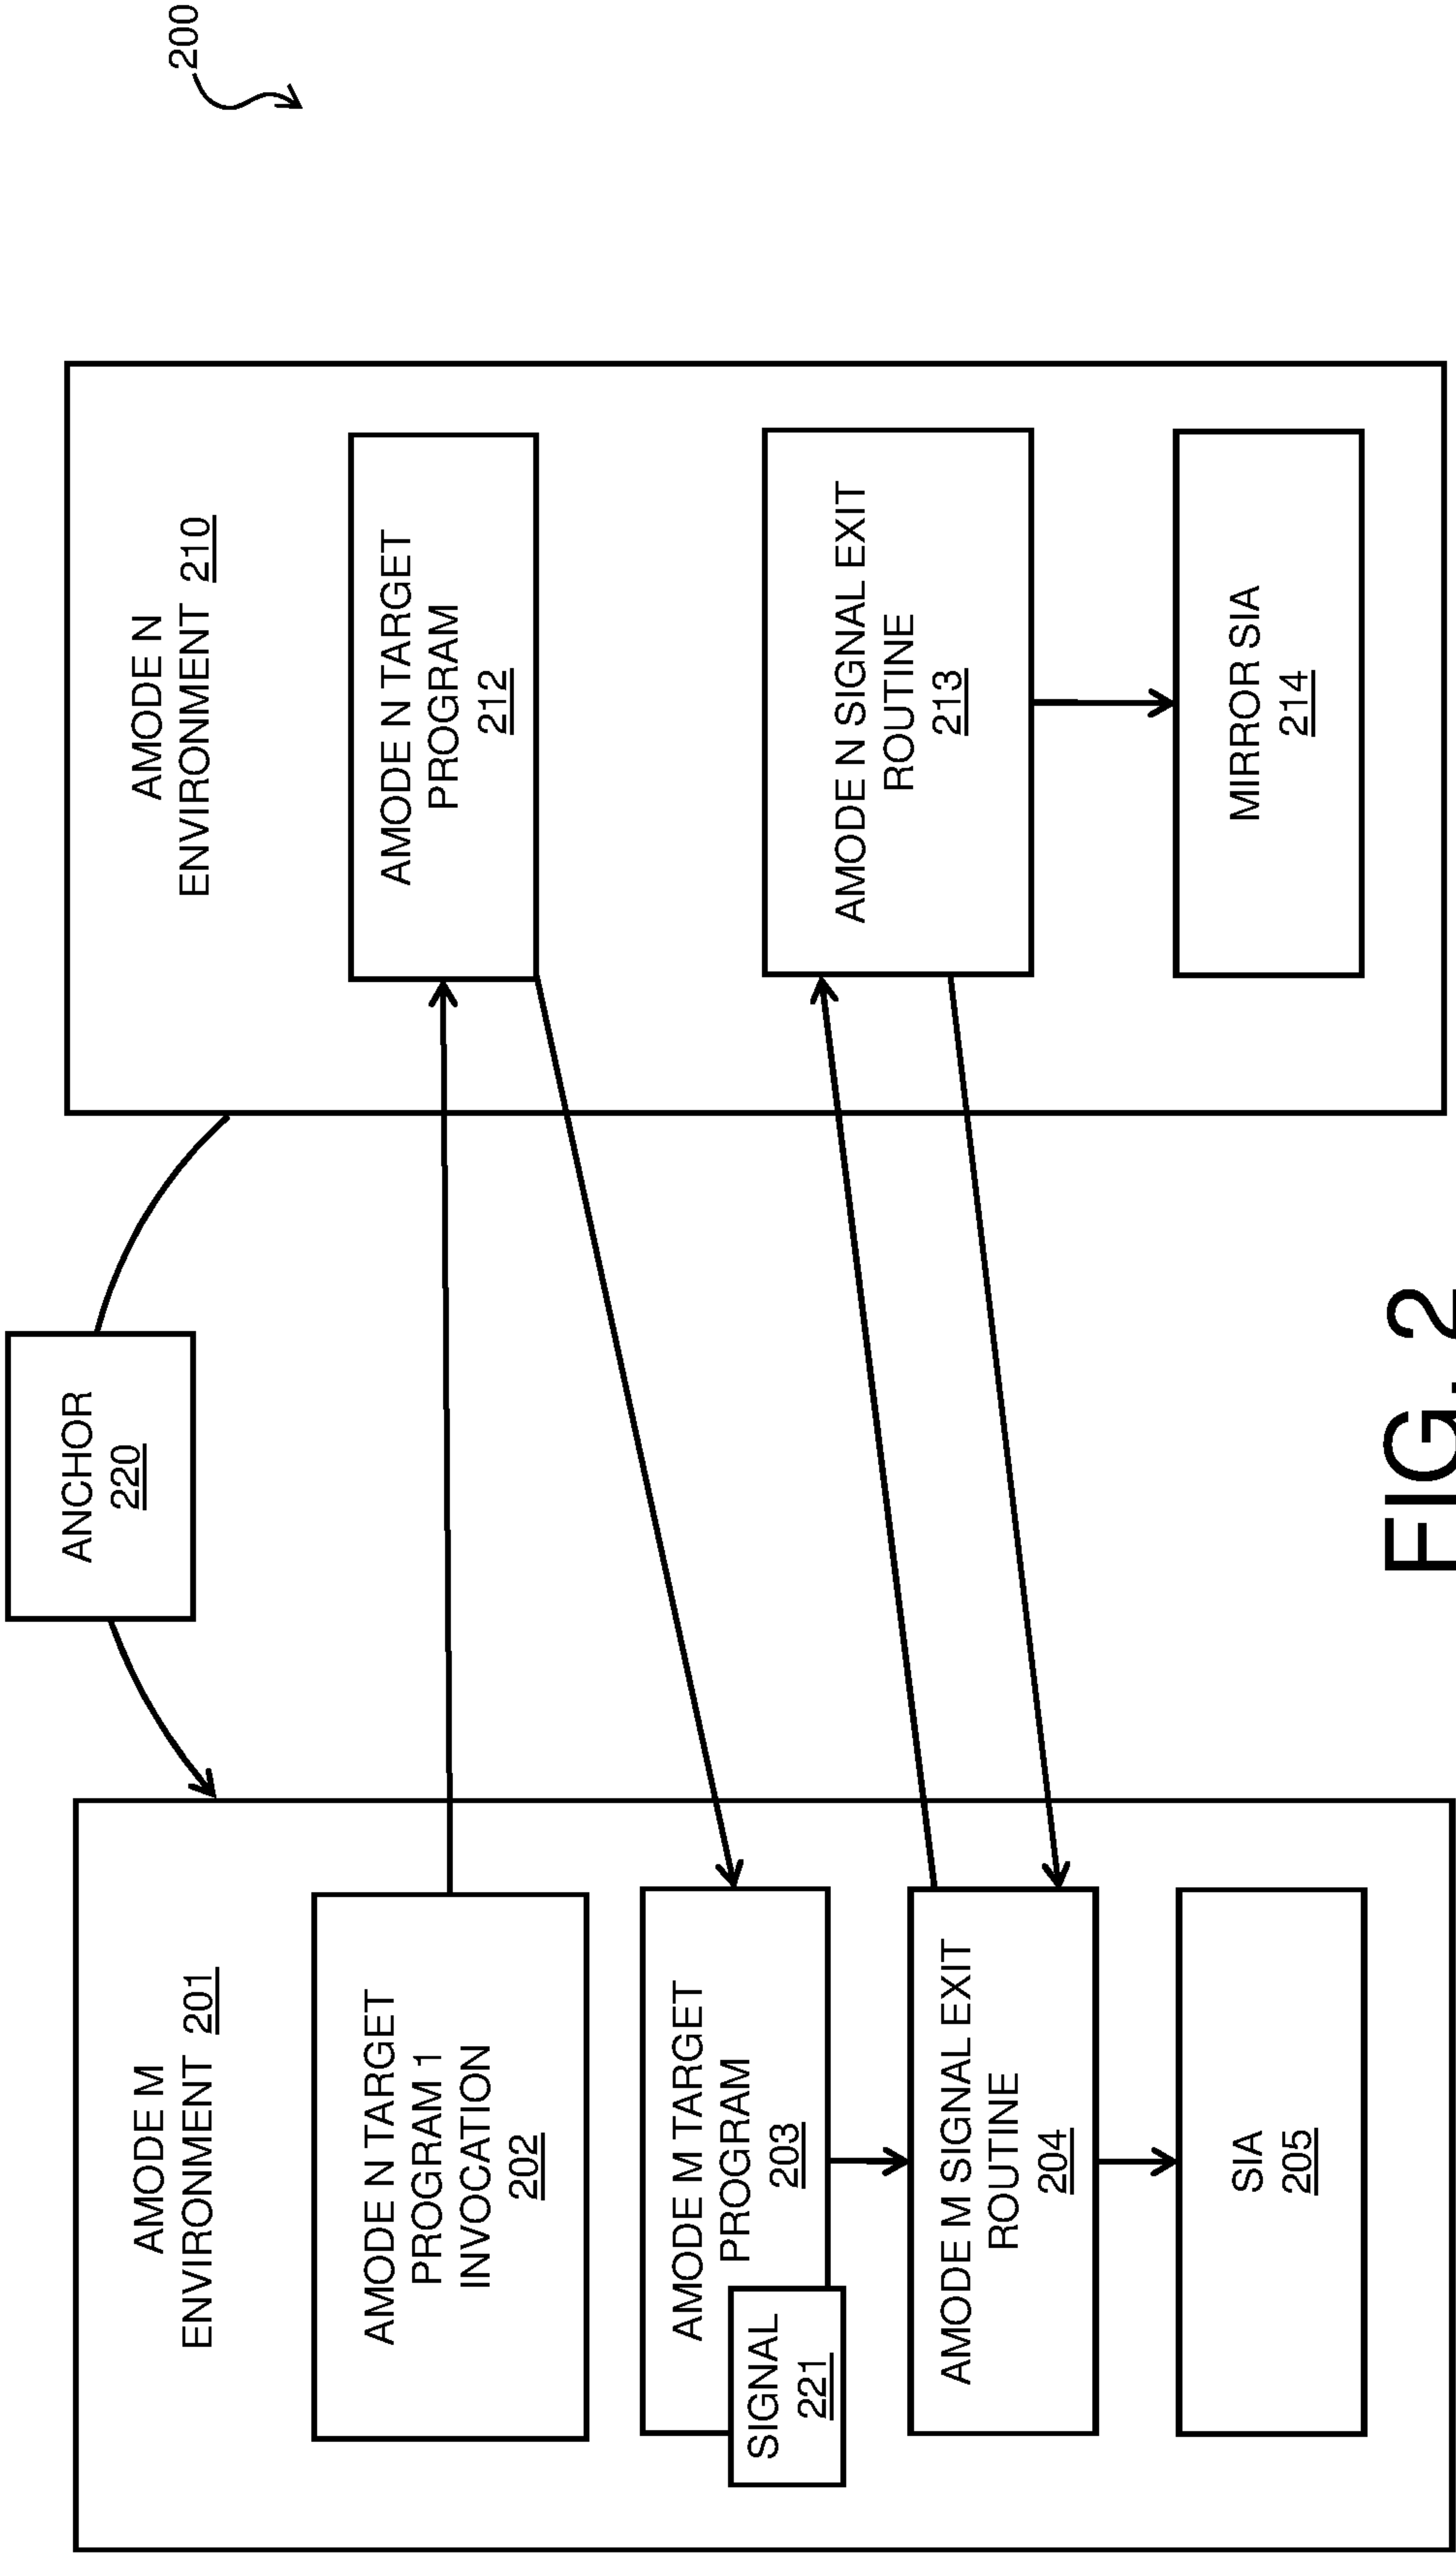 200
ANCHOR
220
AMODE M
ENVIRONMENT 201
AMODE N TARGET
PROGRAM 1
INVOCATION
202
AMODE M TARGET
PROGRAM
203
SIGNAL
221
AMODE M SIGNAL EXIT
ROUTINE
204
SIA
205
AMODE N
ENVIRONMENT 210
AMODE N TARGET
PROGRAM
212
AMODE N SIGNAL EXIT
ROUTINE
213
MIRROR SIA
214
FIG. 2